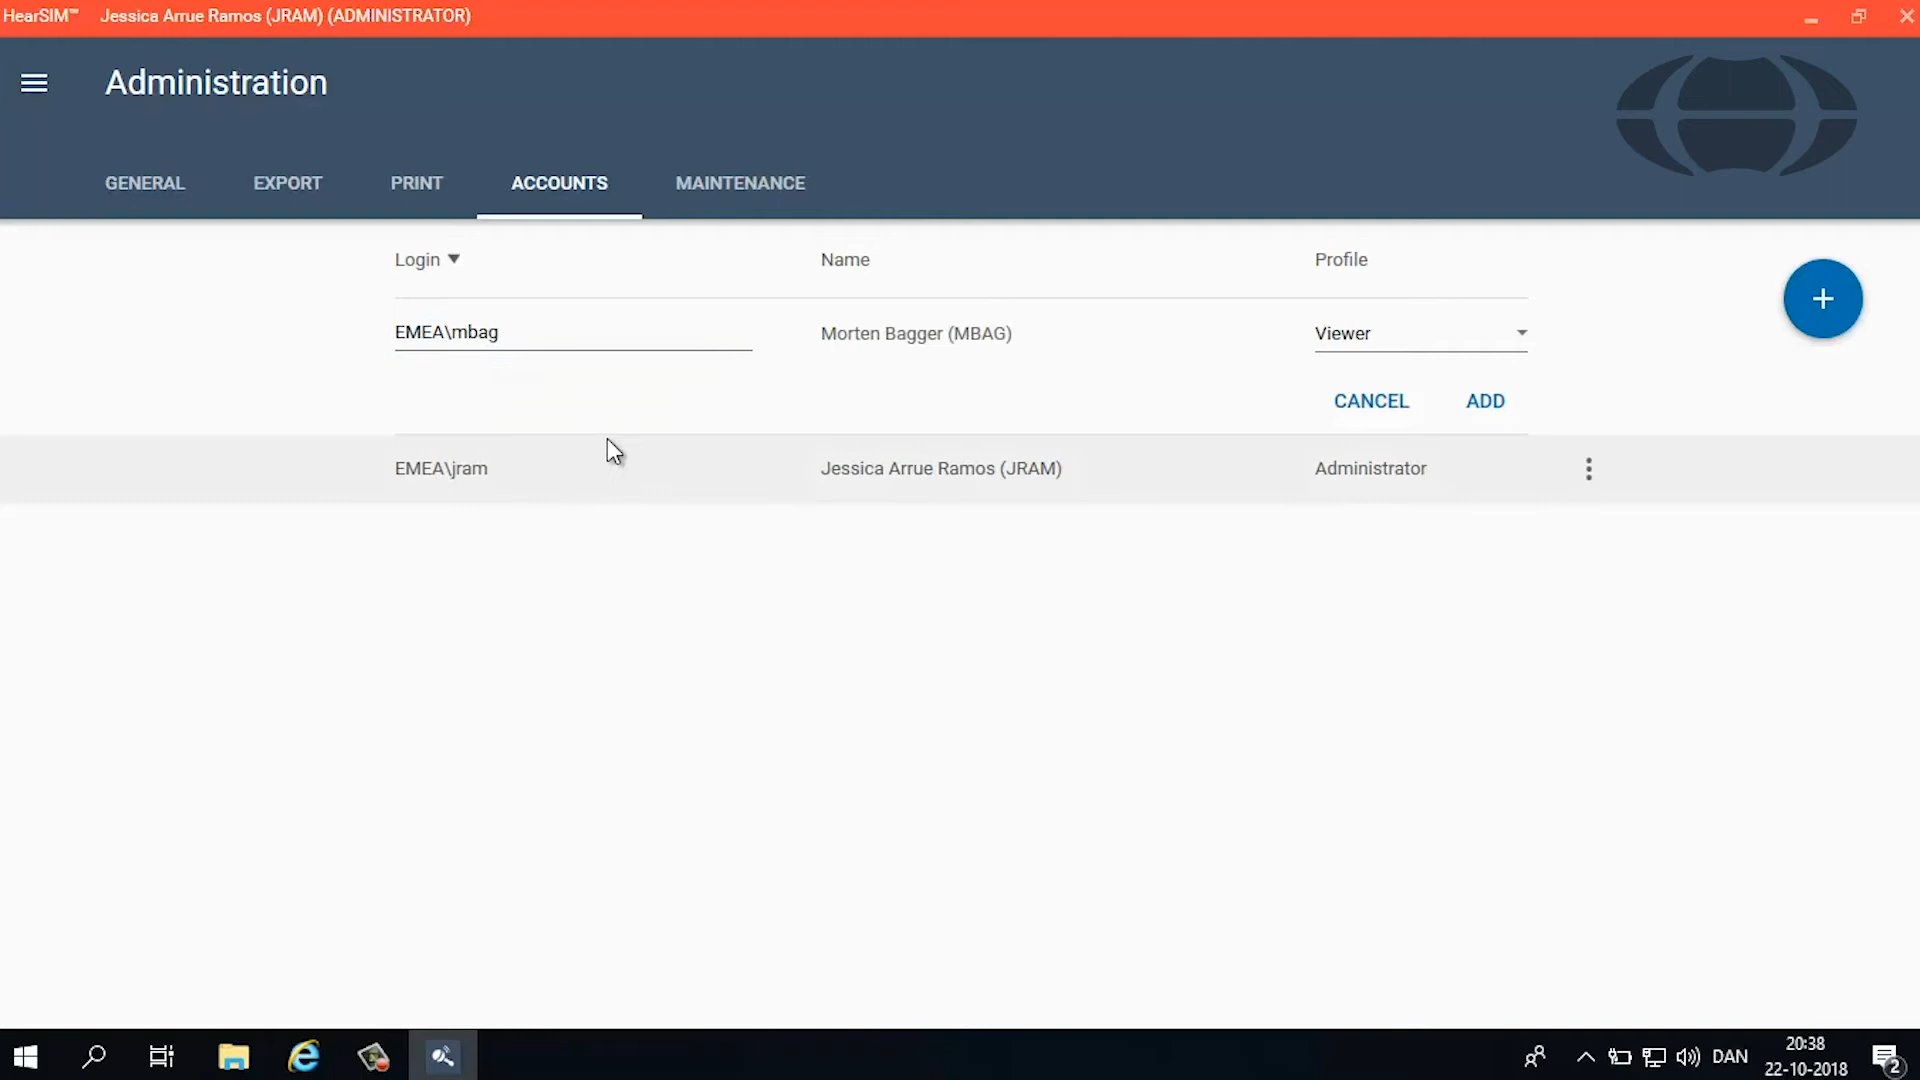 HearSIM™ Jessica Arrue Ramos (JRAM) (ADMINISTRATOR)
Administration
GENERAL EXPORT PRINT ACCOUNTS MAINTENANCE
Login ▼ Name Profile
+
EMEA\mbag Morten Bagger (MBAG) Viewer
CANCEL ADD
EMEA\jram Jessica Arrue Ramos (JRAM) Administrator
DAN
20:38
22-10-2018
2